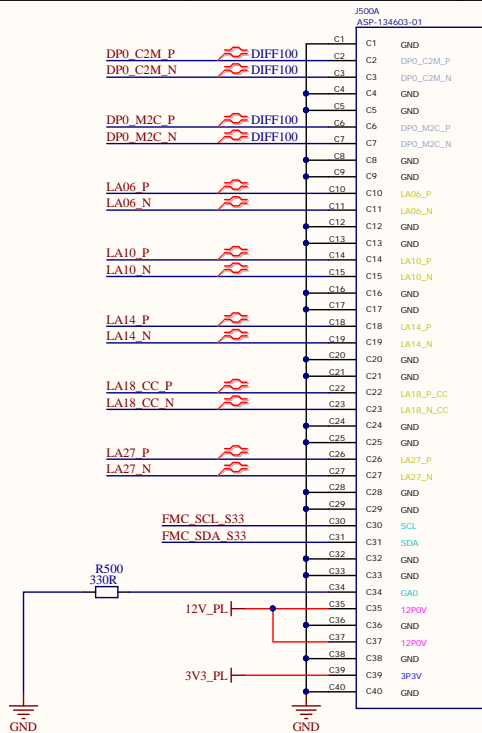 J500A
ASP-134603-01
C1 C1 GND
DP0_C2M_P DIFF100 C2 C2 DP0_C2M_P
DP0_C2M_N DIFF100 C3 C3 DP0_C2M_N
C4 C4 GND
C5 C5 GND
DP0_M2C_P DIFF100 C6 C6 DP0_M2C_P
DP0_M2C_N DIFF100 C7 C7 DP0_M2C_N
C8 C8 GND
C9 C9 GND
LA06_P C10 C10 LA06_P
LA06_N C11 C11 LA06_N
C12 C12 GND
C13 C13 GND
LA10_P C14 C14 LA10_P
LA10_N C15 C15 LA10_N
C16 C16 GND
C17 C17 GND
LA14_P C18 C18 LA14_P
LA14_N C19 C19 LA14_N
C20 C20 GND
C21 C21 GND
LA18_CC_P C22 C22 LA18_P_CC
LA18_CC_N C23 C23 LA18_N_CC
C24 C24 GND
C25 C25 GND
LA27_P C26 C26 LA27_P
LA27_N C27 C27 LA27_N
C28 C28 GND
C29 C29 GND
FMC_SCL_S33 C30 C30 SCL
FMC_SDA_S33 C31 C31 SDA
C32 C32 GND
C33 C33 GND
R500
330R
C34 C34 GA0
12V_PL C35 C35 12P0V
C36 C36 GND
C37 C37 12P0V
C38 C38 GND
3V3_PL C39 C39 3P3V
C40 C40 GND
GND GND